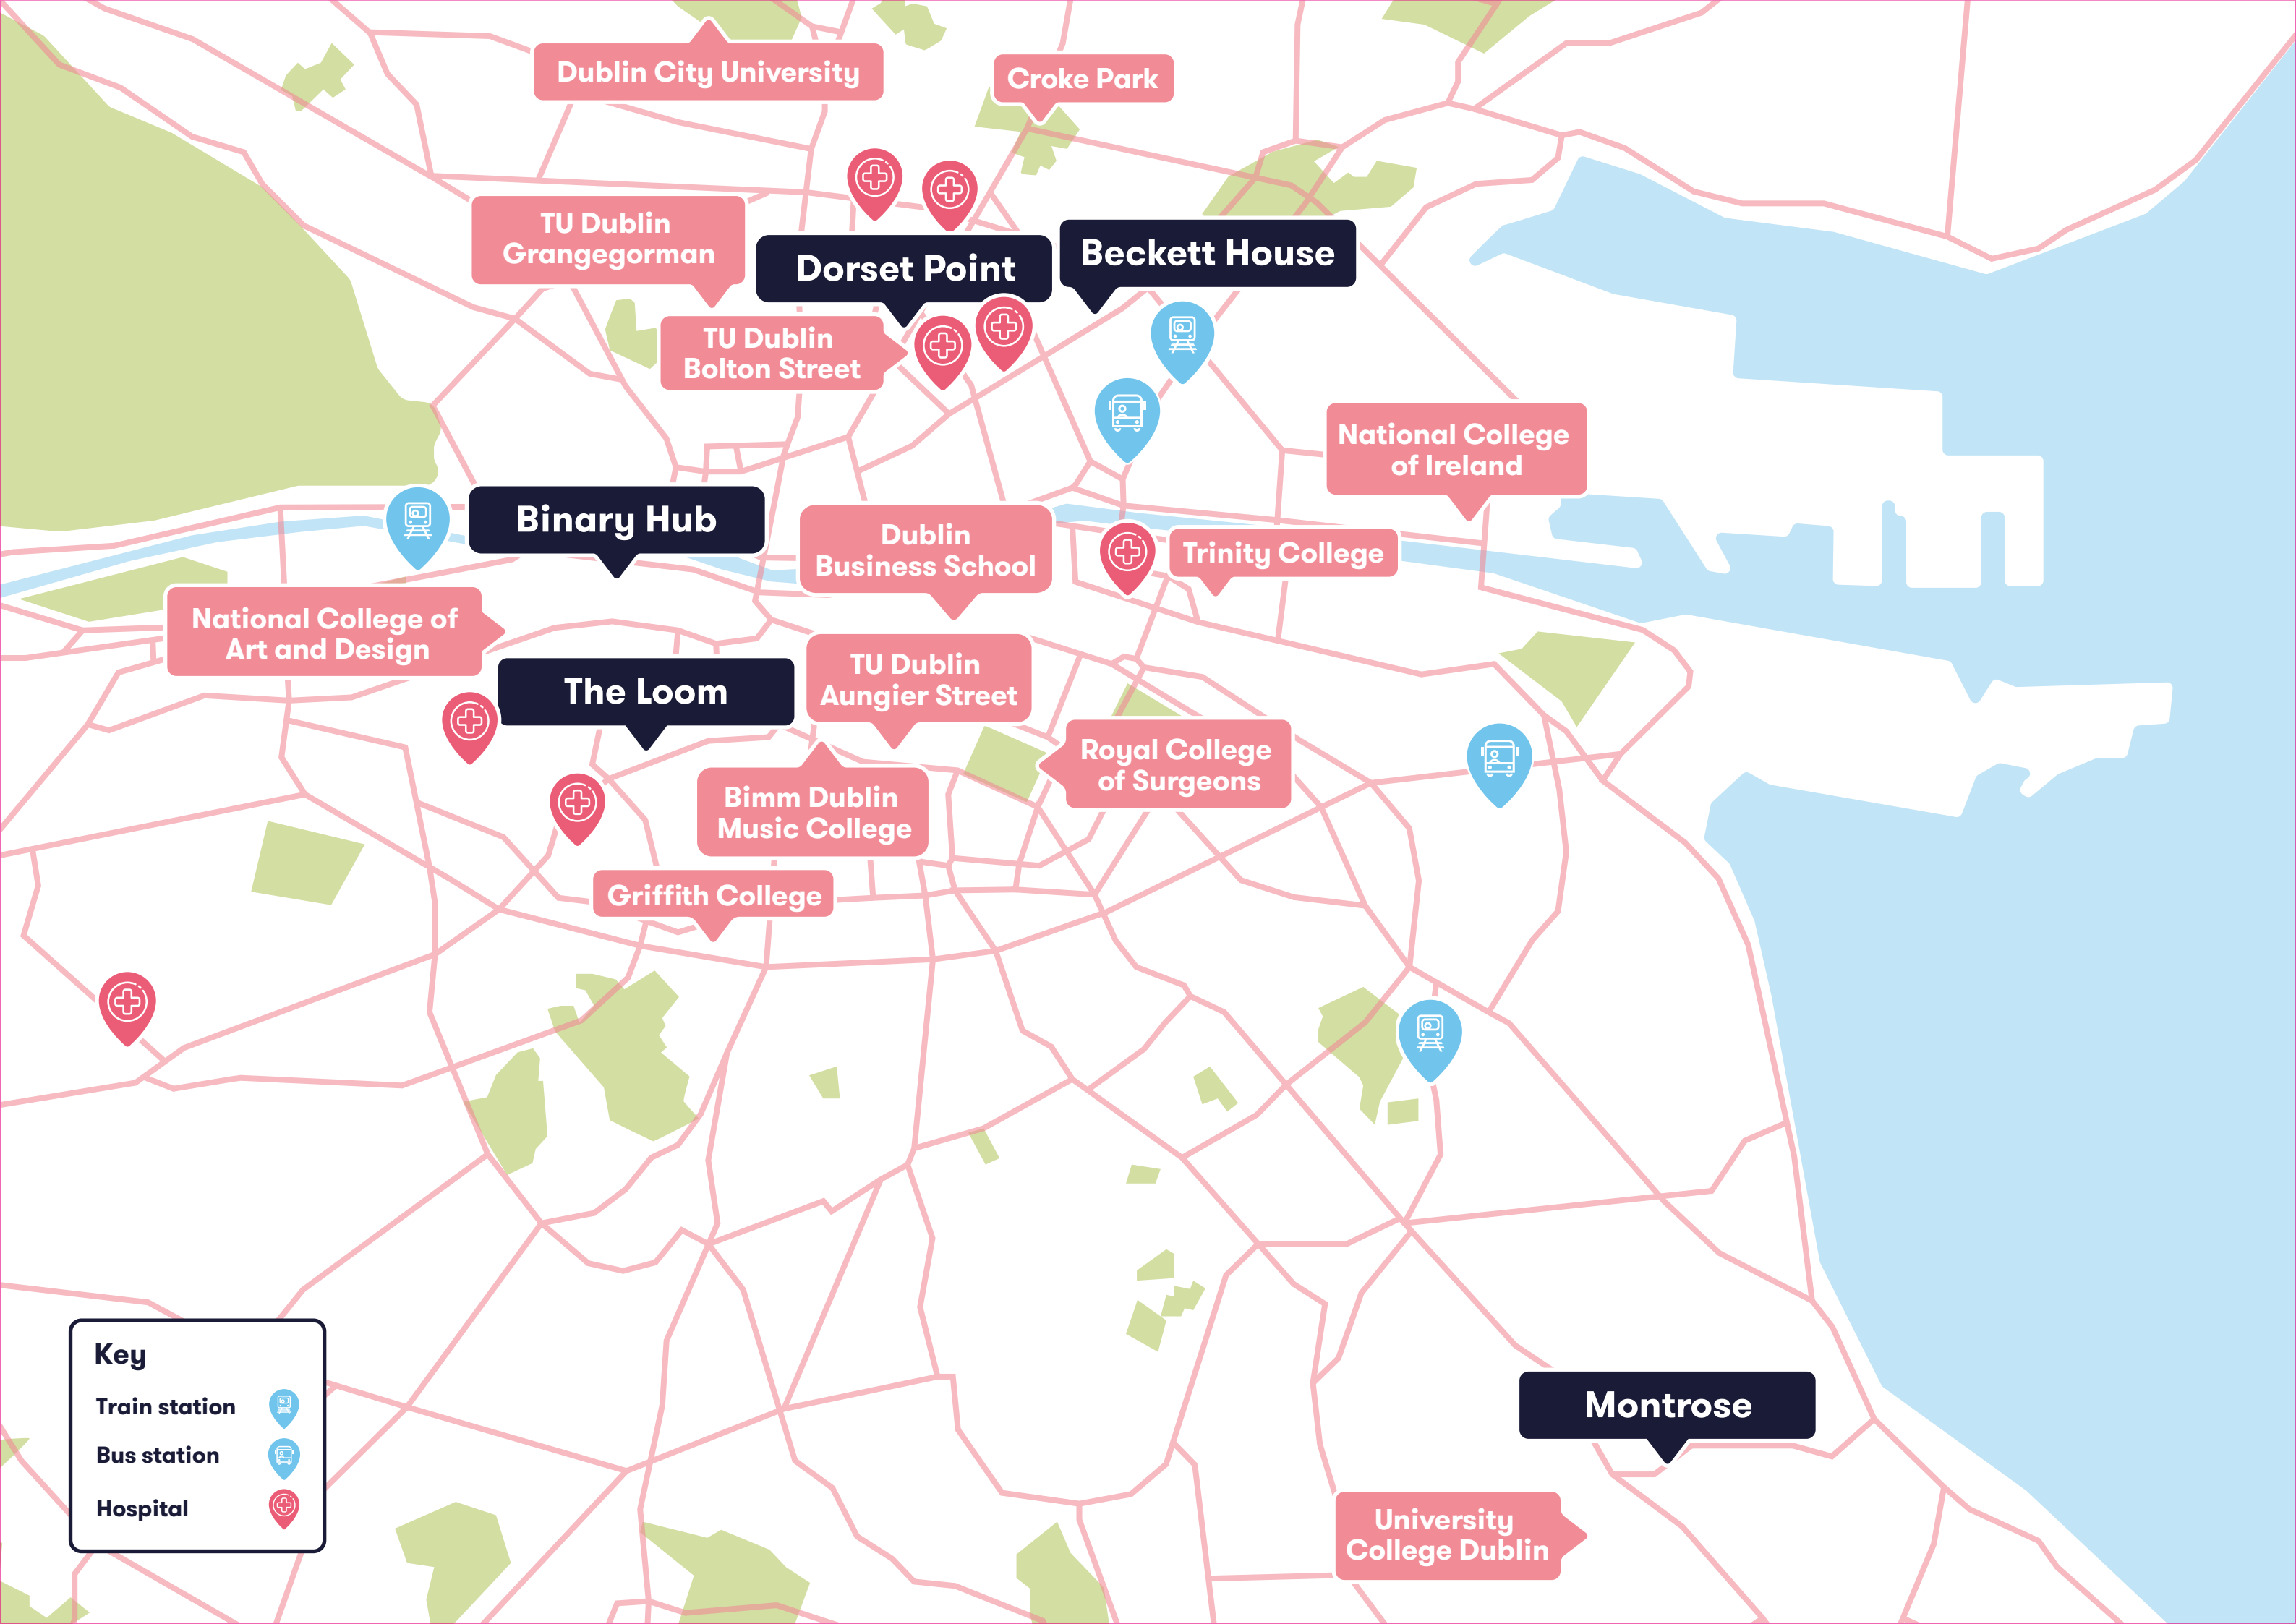 Dublin City University
Croke Park
TU Dublin
Grangegorman
Dorset Point
Beckett House
TU Dublin
Bolton Street
National College
of Ireland
Binary Hub
Dublin
Business School
Trinity College
National College of
Art and Design
The Loom
TU Dublin
Aungier Street
Royal College
of Surgeons
Bimm Dublin
Music College
Griffith College
Key
Train station
Bus station
Hospital
Montrose
University
College Dublin